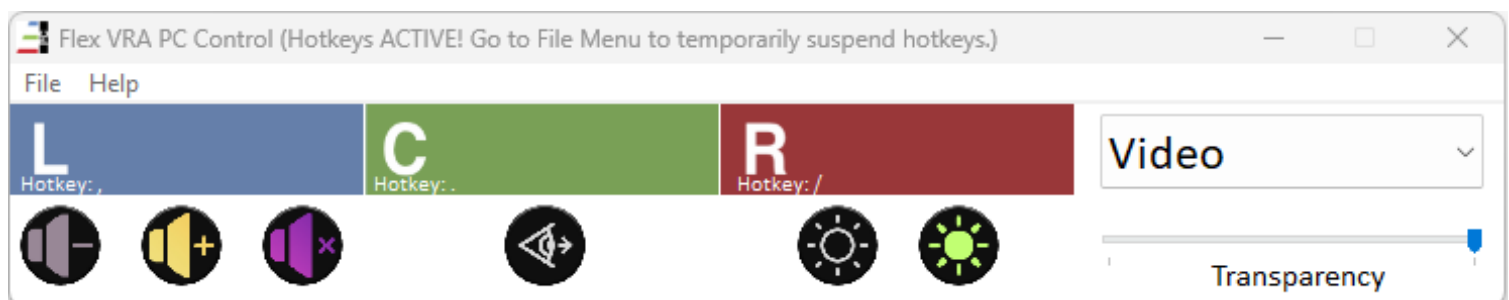 Flex VRA PC Control (Hotkeys ACTIVE! Go to File Menu to temporarily suspend hotkeys.)
File Help
L
Hotkey: ,
C
Hotkey: .
R
Hotkey: /
Video
Transparency